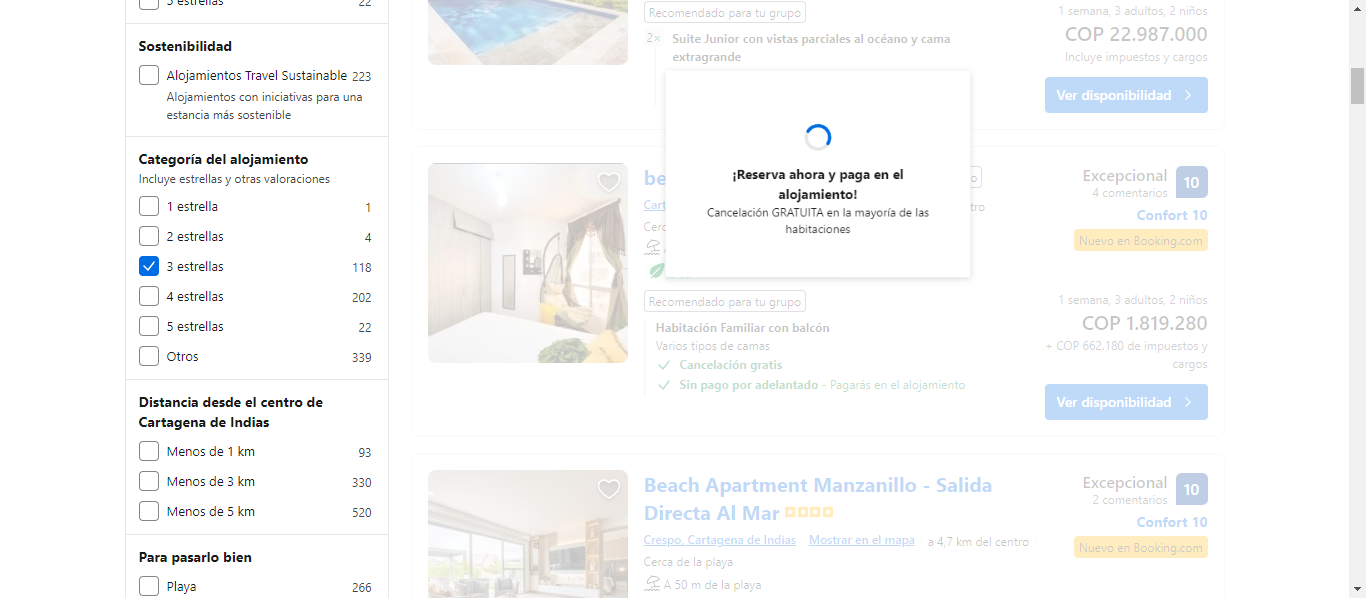 5 estrellas 22
Sostenibilidad
Alojamientos Travel Sustainable 223
Alojamientos con iniciativas para una
estancia más sostenible
Categoría del alojamiento
Incluye estrellas y otras valoraciones
1 estrella 1
2 estrellas 4
3 estrellas 118
4 estrellas 202
5 estrellas 22
Otros 339
Distancia desde el centro de
Cartagena de Indias
Menos de 1 km 93
Menos de 3 km 330
Menos de 5 km 520
Para pasarlo bien
Playa 266
Recomendado para tu grupo
2× Suite Junior con vistas parciales al océano y cama
extragrande
1 semana, 3 adultos, 2 niños
COP 22.987.000
Incluye impuestos y cargos
Ver disponibilidad
¡Reserva ahora y paga en el
alojamiento!
Cancelación GRATUITA en la mayoría de las
habitaciones
Excepcional 10
4 comentarios
Confort 10
Nuevo en Booking.com
Recomendado para tu grupo
Habitación Familiar con balcón
Varios tipos de camas
Cancelación gratis
Sin pago por adelantado - Pagarás en el alojamiento
1 semana, 3 adultos, 2 niños
COP 1.819.280
+ COP 662.180 de impuestos y
cargos
Ver disponibilidad
Beach Apartment Manzanillo - Salida
Directa Al Mar
Crespo, Cartagena de Indias Mostrar en el mapa a 4,7 km del centro
Cerca de la playa
A 50 m de la playa
Excepcional 10
2 comentarios
Confort 10
Nuevo en Booking.com